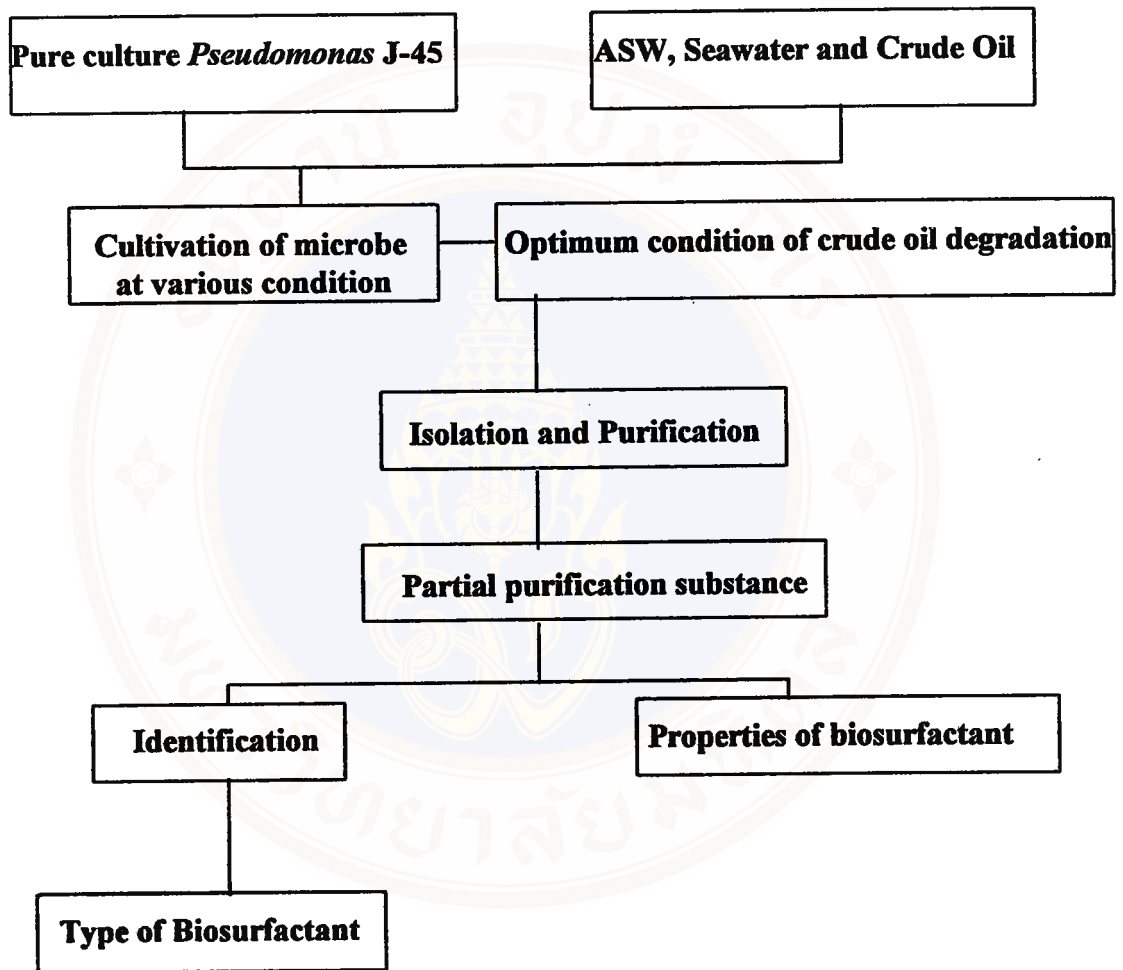 Pure culture Pseudomonas J-45
ASW, Seawater and Crude Oil
Cultivation of microbe
at various condition
Optimum condition of crude oil degradation
Isolation and Purification
Partial purification substance
Identification
Properties of biosurfactant
Type of Biosurfactant